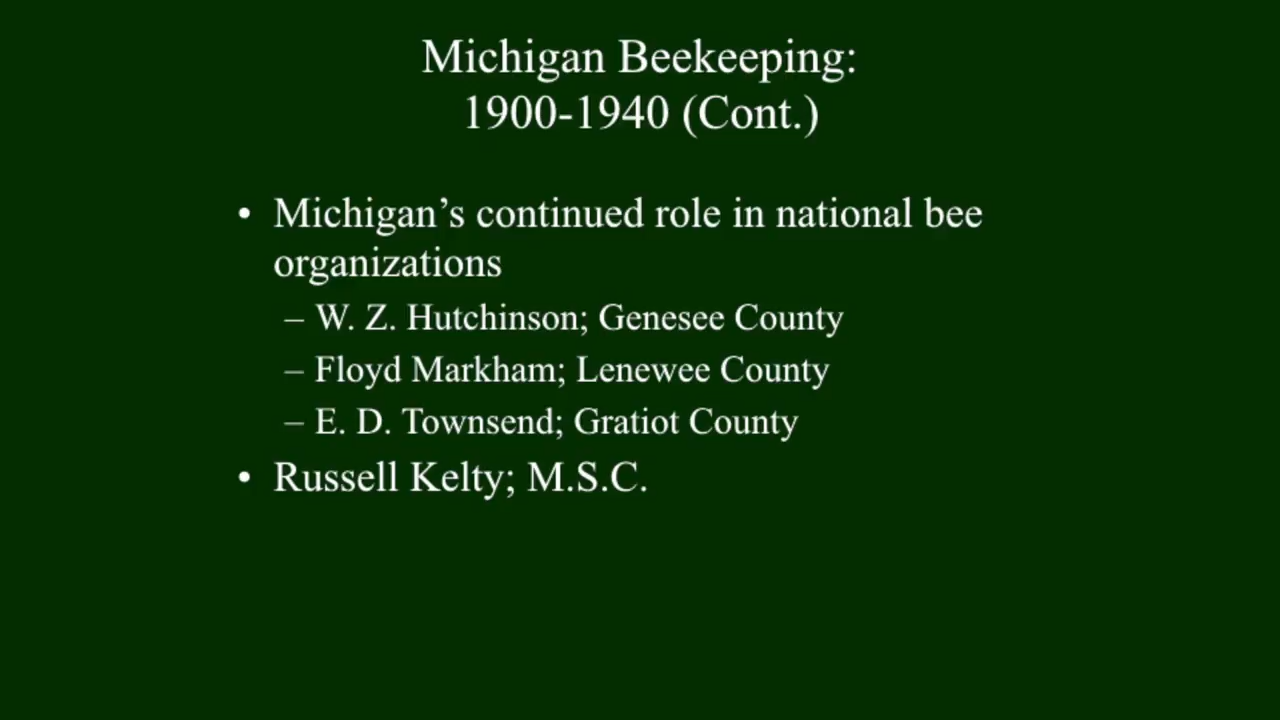 Michigan Beekeeping:
1900-1940 (Cont.)
• Michigan’s continued role in national bee
organizations
– W. Z. Hutchinson; Genesee County
– Floyd Markham; Lenewee County
– E. D. Townsend; Gratiot County
• Russell Kelty; M.S.C.